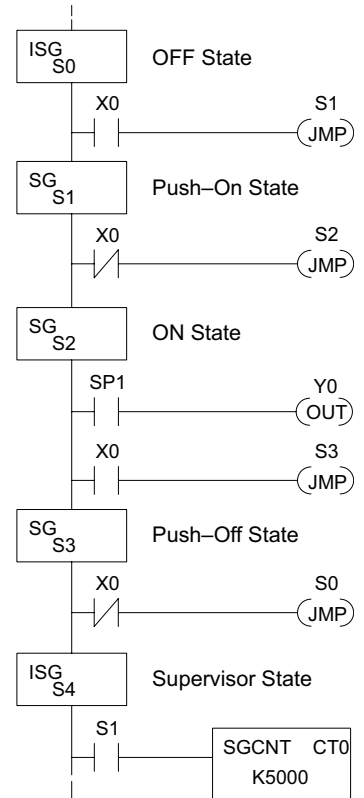 ISG
S0
OFF State
X0
S1
JMP
SG
S1
Push–On State
X0
S2
JMP
SG
S2
ON State
SP1
Y0
OUT
X0
S3
JMP
SG
S3
Push–Off State
X0
S0
JMP
ISG
S4
Supervisor State
S1
SGCNT CT0
K5000